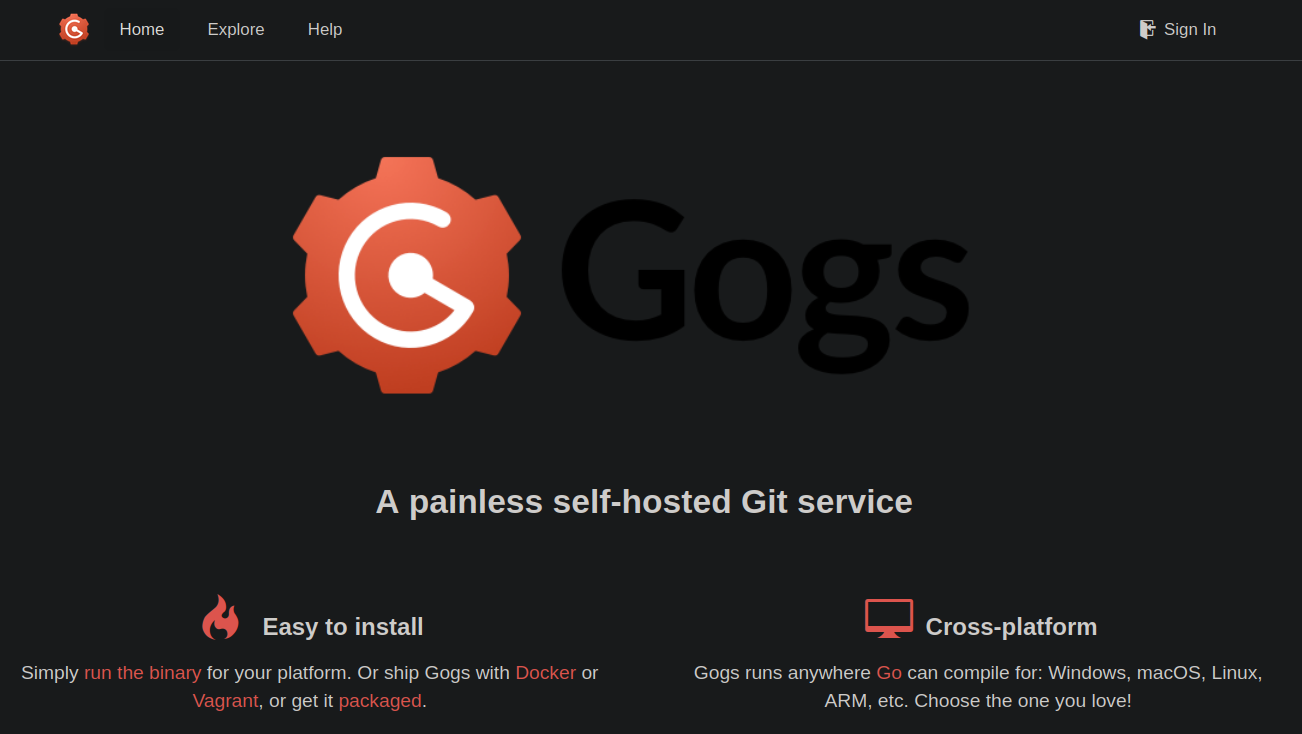 Home Explore Help Sign In
Gogs
A painless self-hosted Git service
Easy to install
Simply run the binary for your platform. Or ship Gogs with Docker or
Vagrant, or get it packaged.
Cross-platform
Gogs runs anywhere Go can compile for: Windows, macOS, Linux,
ARM, etc. Choose the one you love!